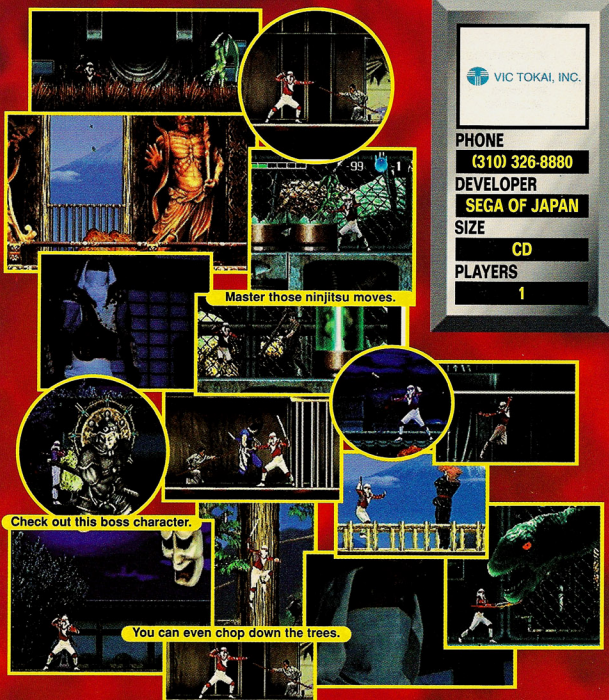 VIC TOKAI, INC.
PHONE
(310) 326-8880
DEVELOPER
SEGA OF JAPAN
SIZE
CD
PLAYERS
1
99
1
Master those ninjitsu moves.
Check out this boss character.
You can even chop down the trees.